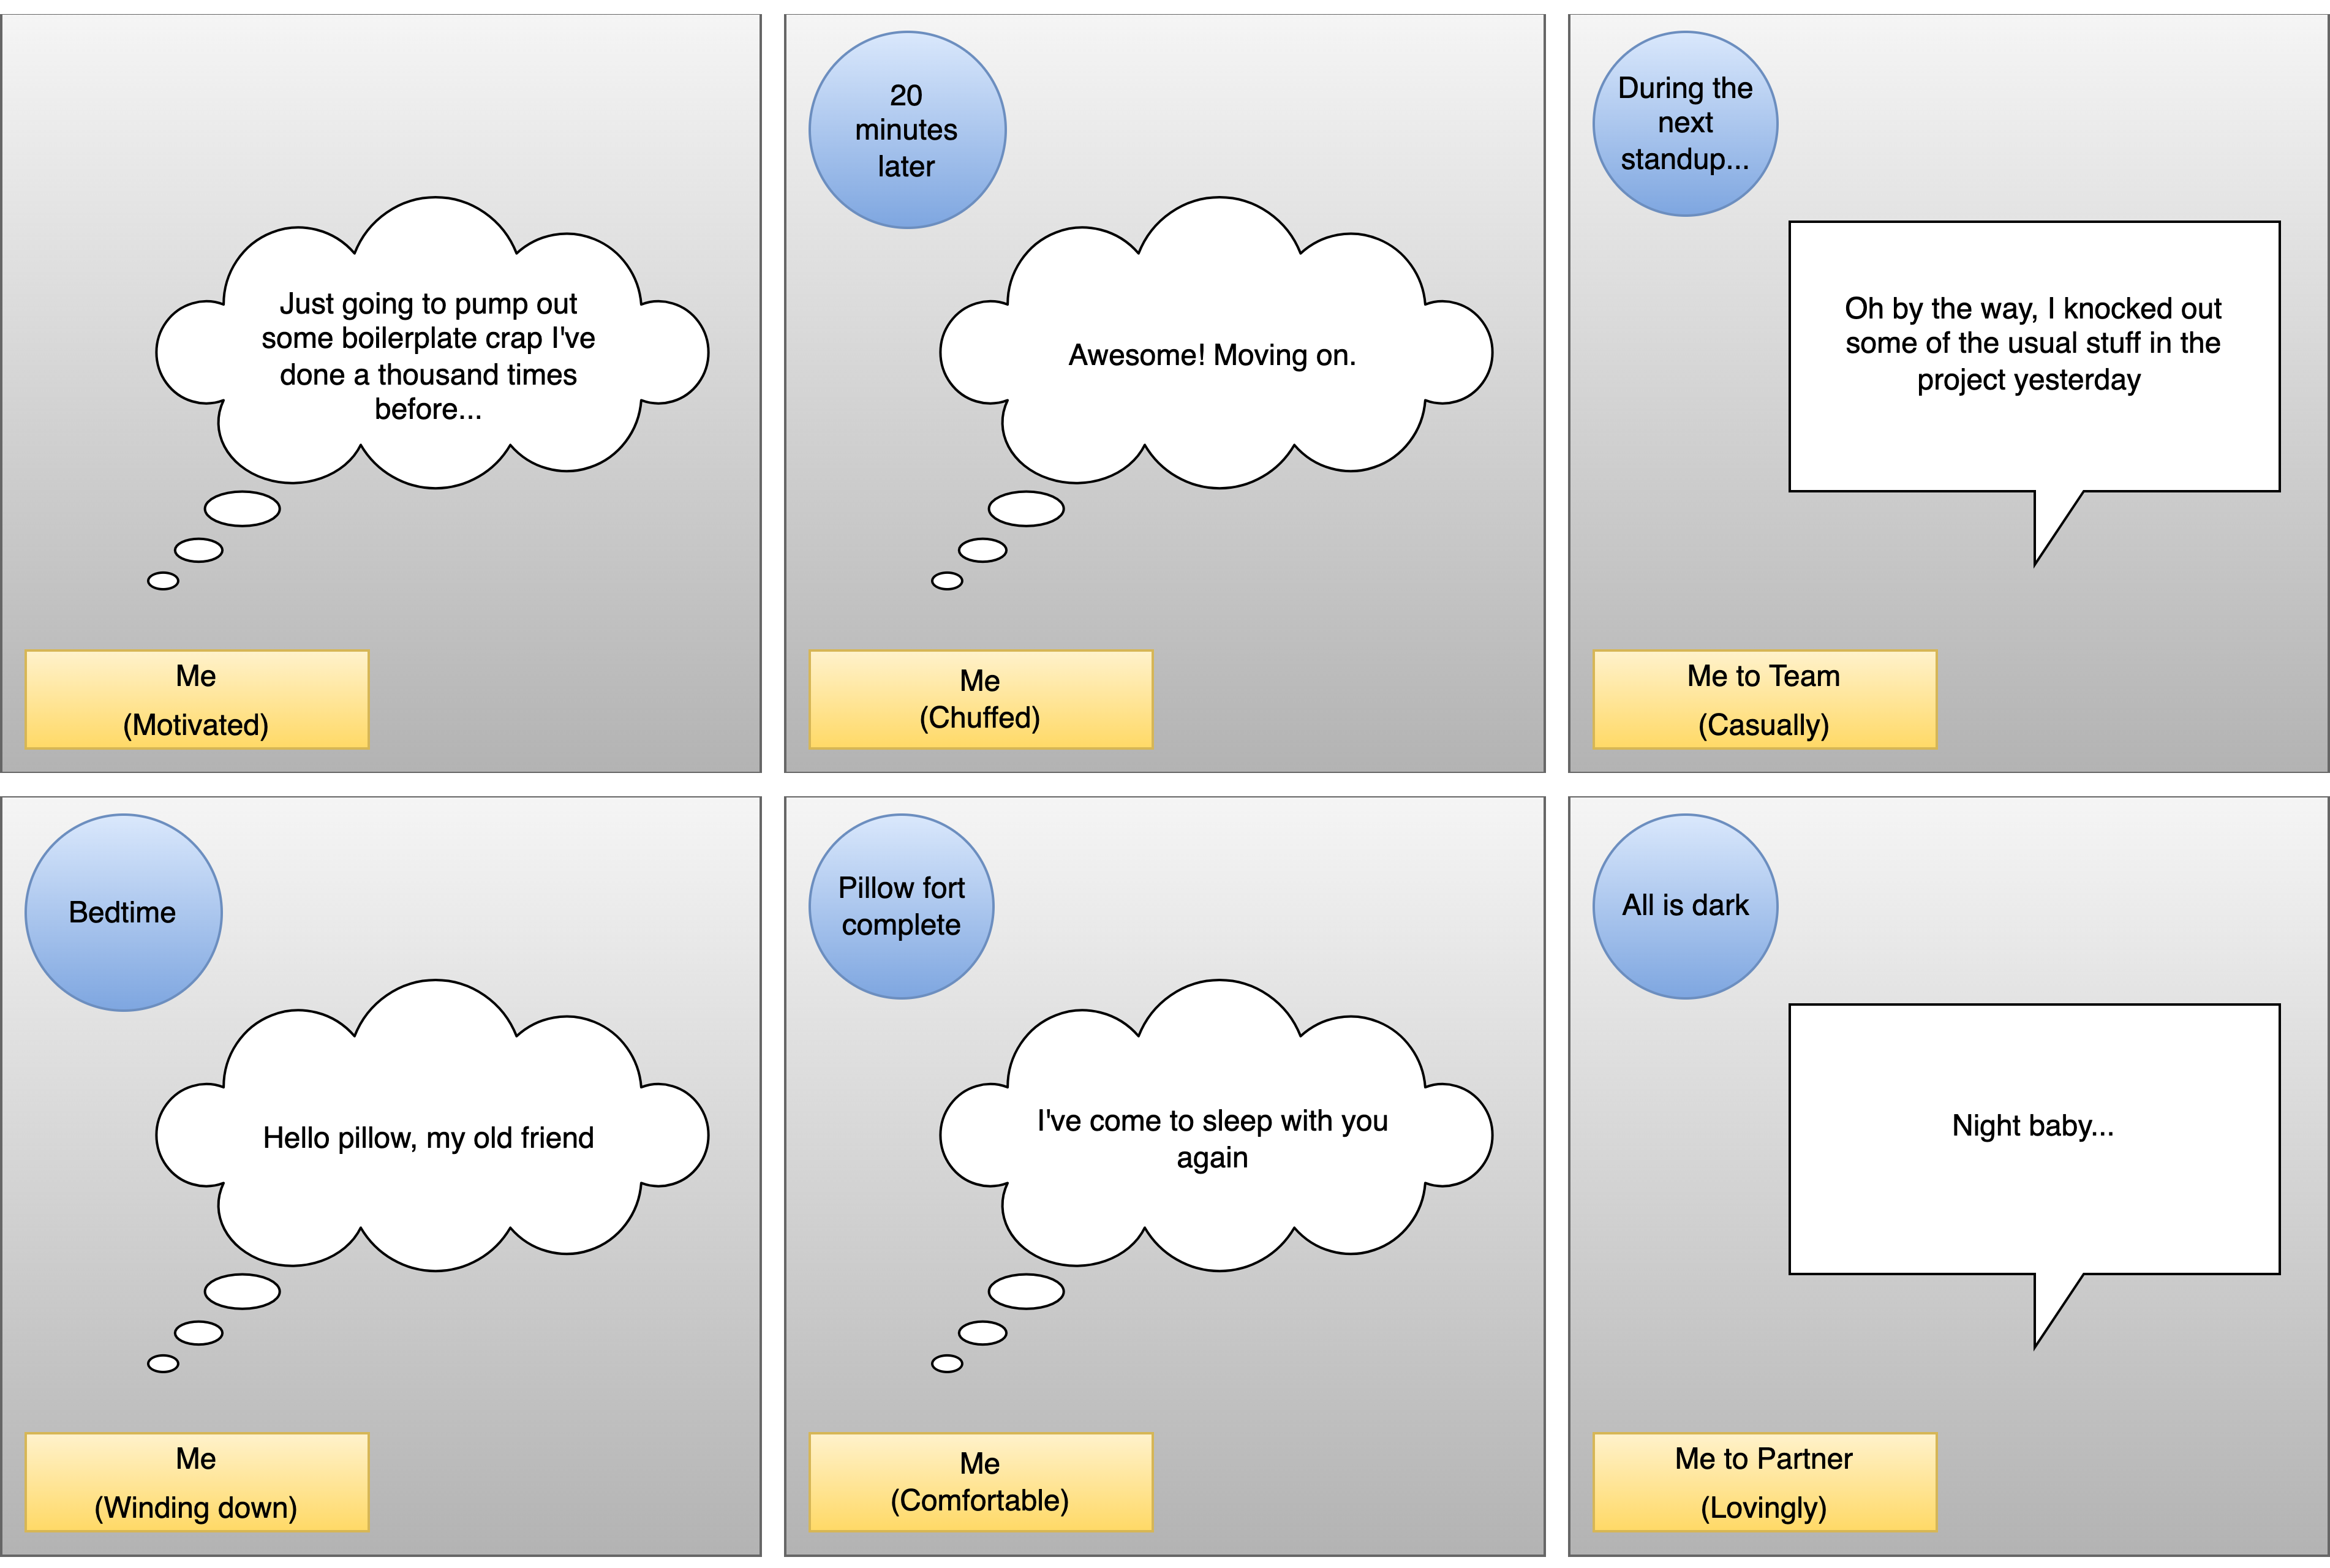 Just going to pump out
some boilerplate crap I've
done a thousand times
before...
Me
(Motivated)
20
minutes
later
Awesome! Moving on.
Me
(Chuffed)
During the
next
standup...
Oh by the way, I knocked out
some of the usual stuff in the
project yesterday
Me to Team
(Casually)
Bedtime
Hello pillow, my old friend
Me
(Winding down)
Pillow fort
complete
I've come to sleep with you
again
Me
(Comfortable)
All is dark
Night baby...
Me to Partner
(Lovingly)